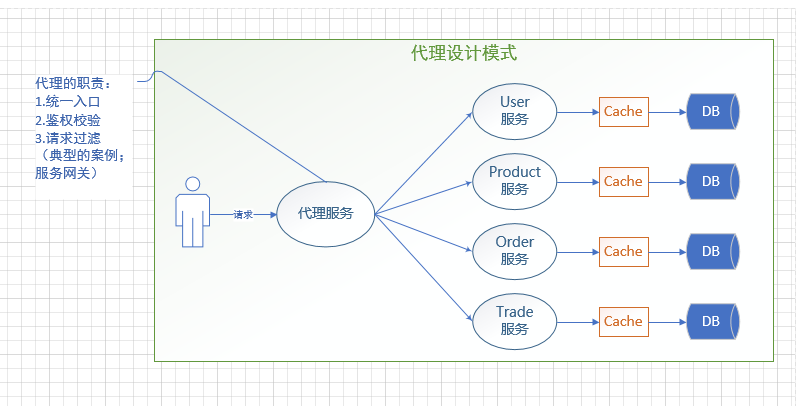 代理设计模式
代理的职责：
1.统一入口
2.鉴权校验
3.请求过滤
（典型的案例；
服务网关）
请求
代理服务
User
服务
Cache
DB
Product
服务
Cache
DB
Order
服务
Cache
DB
Trade
服务
Cache
DB